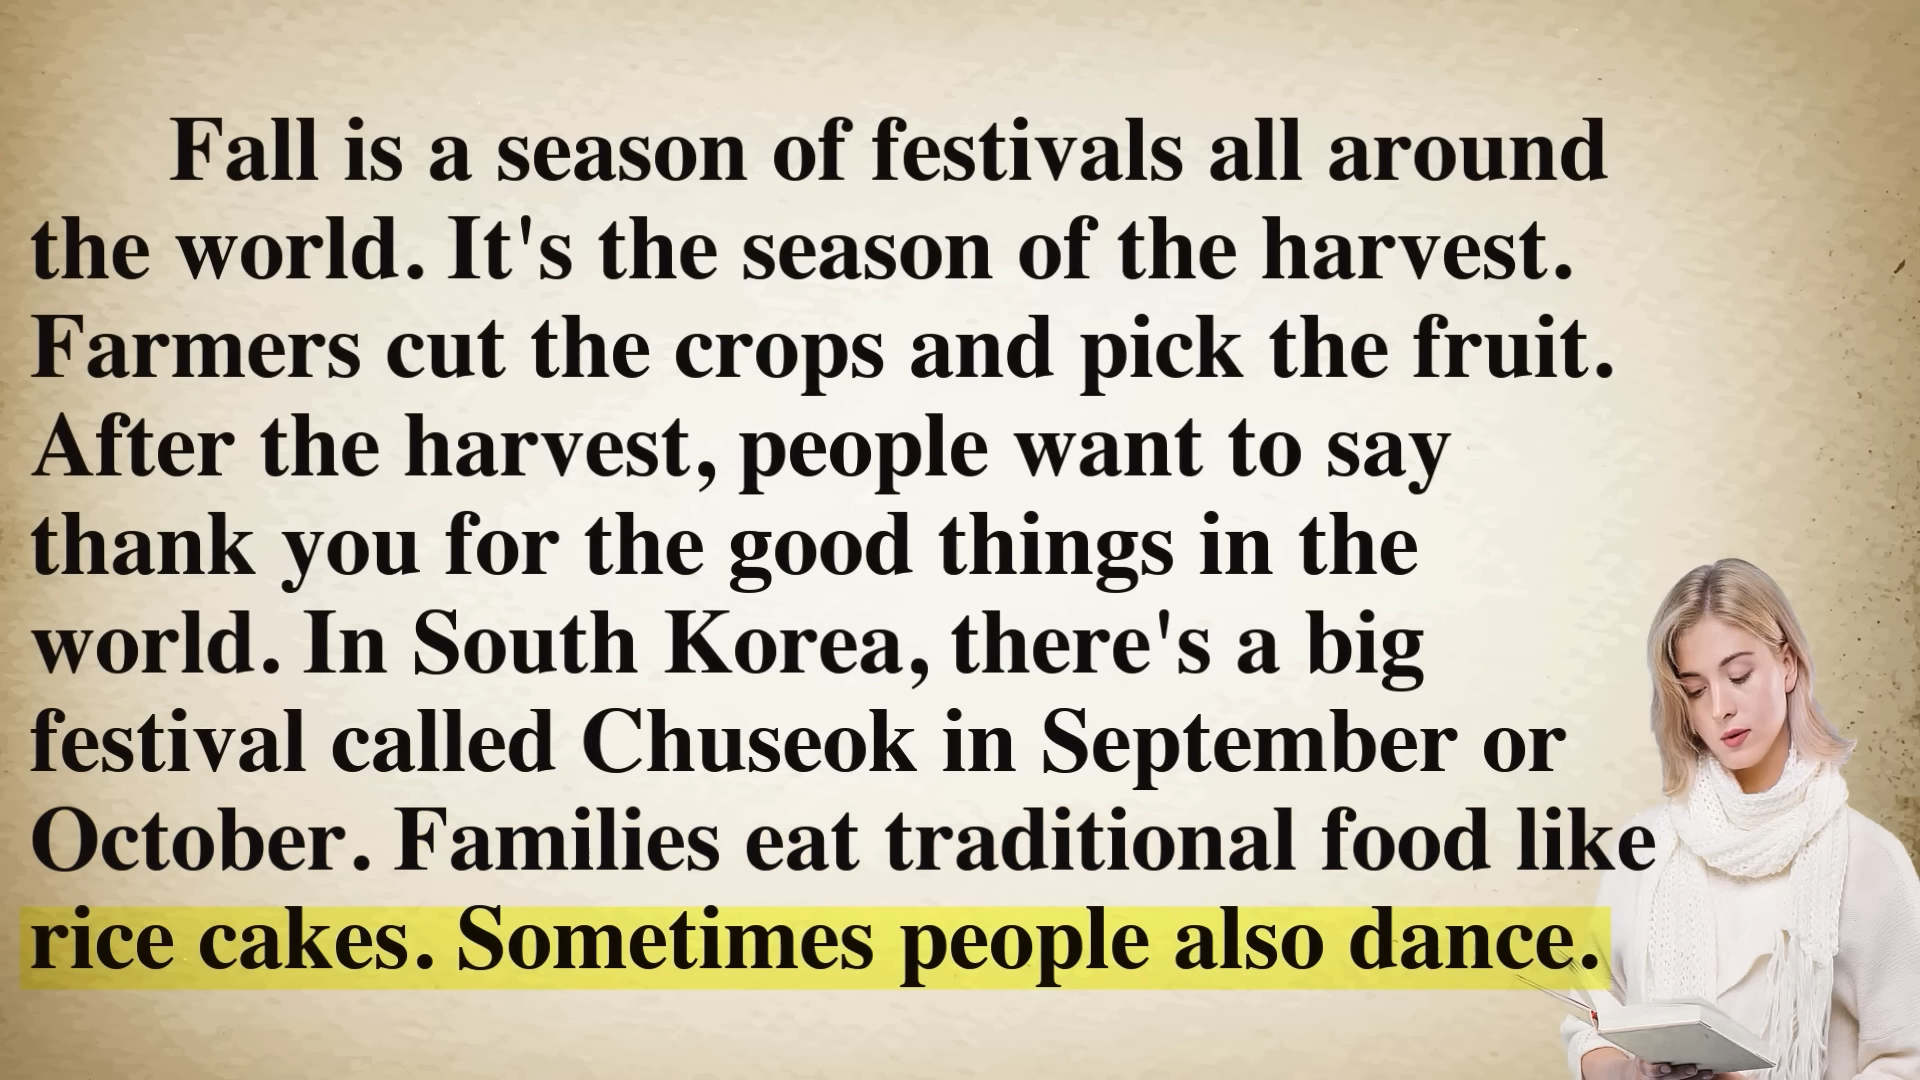 Fall is a season of festivals all around
the world. It's the season of the harvest.
Farmers cut the crops and pick the fruit.
After the harvest, people want to say
thank you for the good things in the
world. In South Korea, there's a big
festival called Chuseok in September or
October. Families eat traditional food like
rice cakes. Sometimes people also dance.